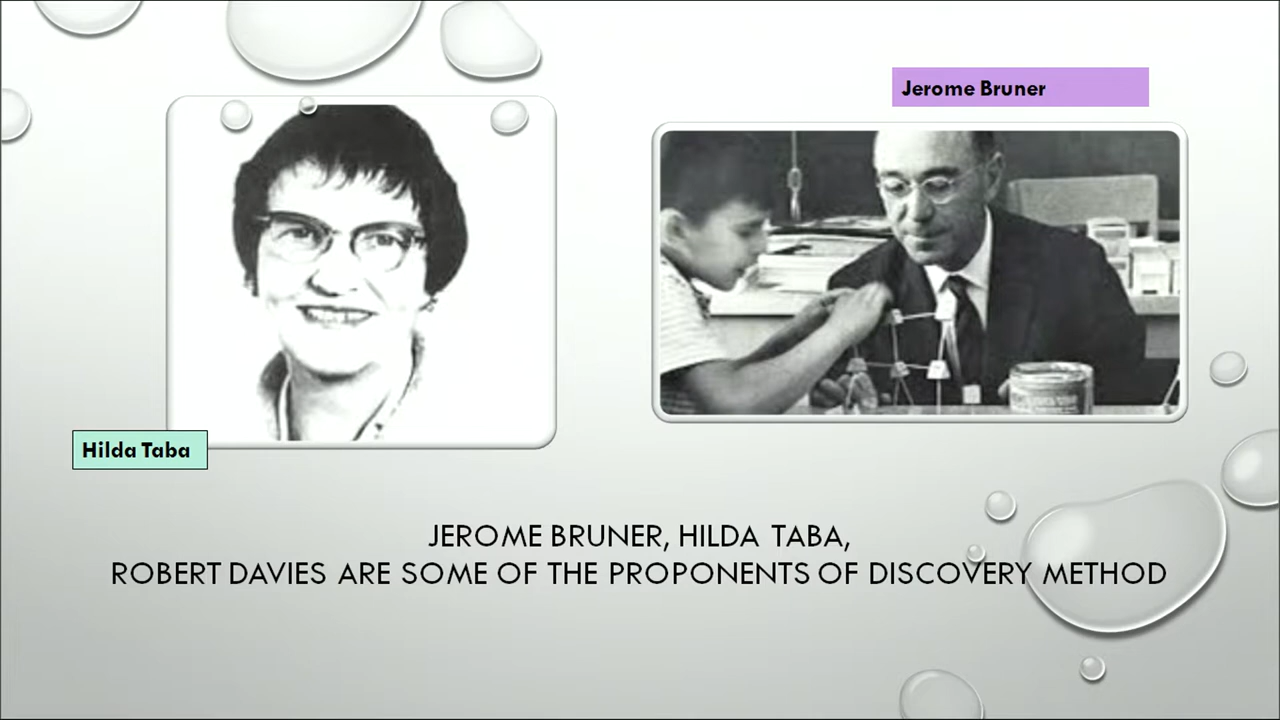 Jerome Bruner
Hilda Taba
JEROME BRUNER, HILDA TABA,
ROBERT DAVIES ARE SOME OF THE PROPONENTS OF DISCOVERY METHOD